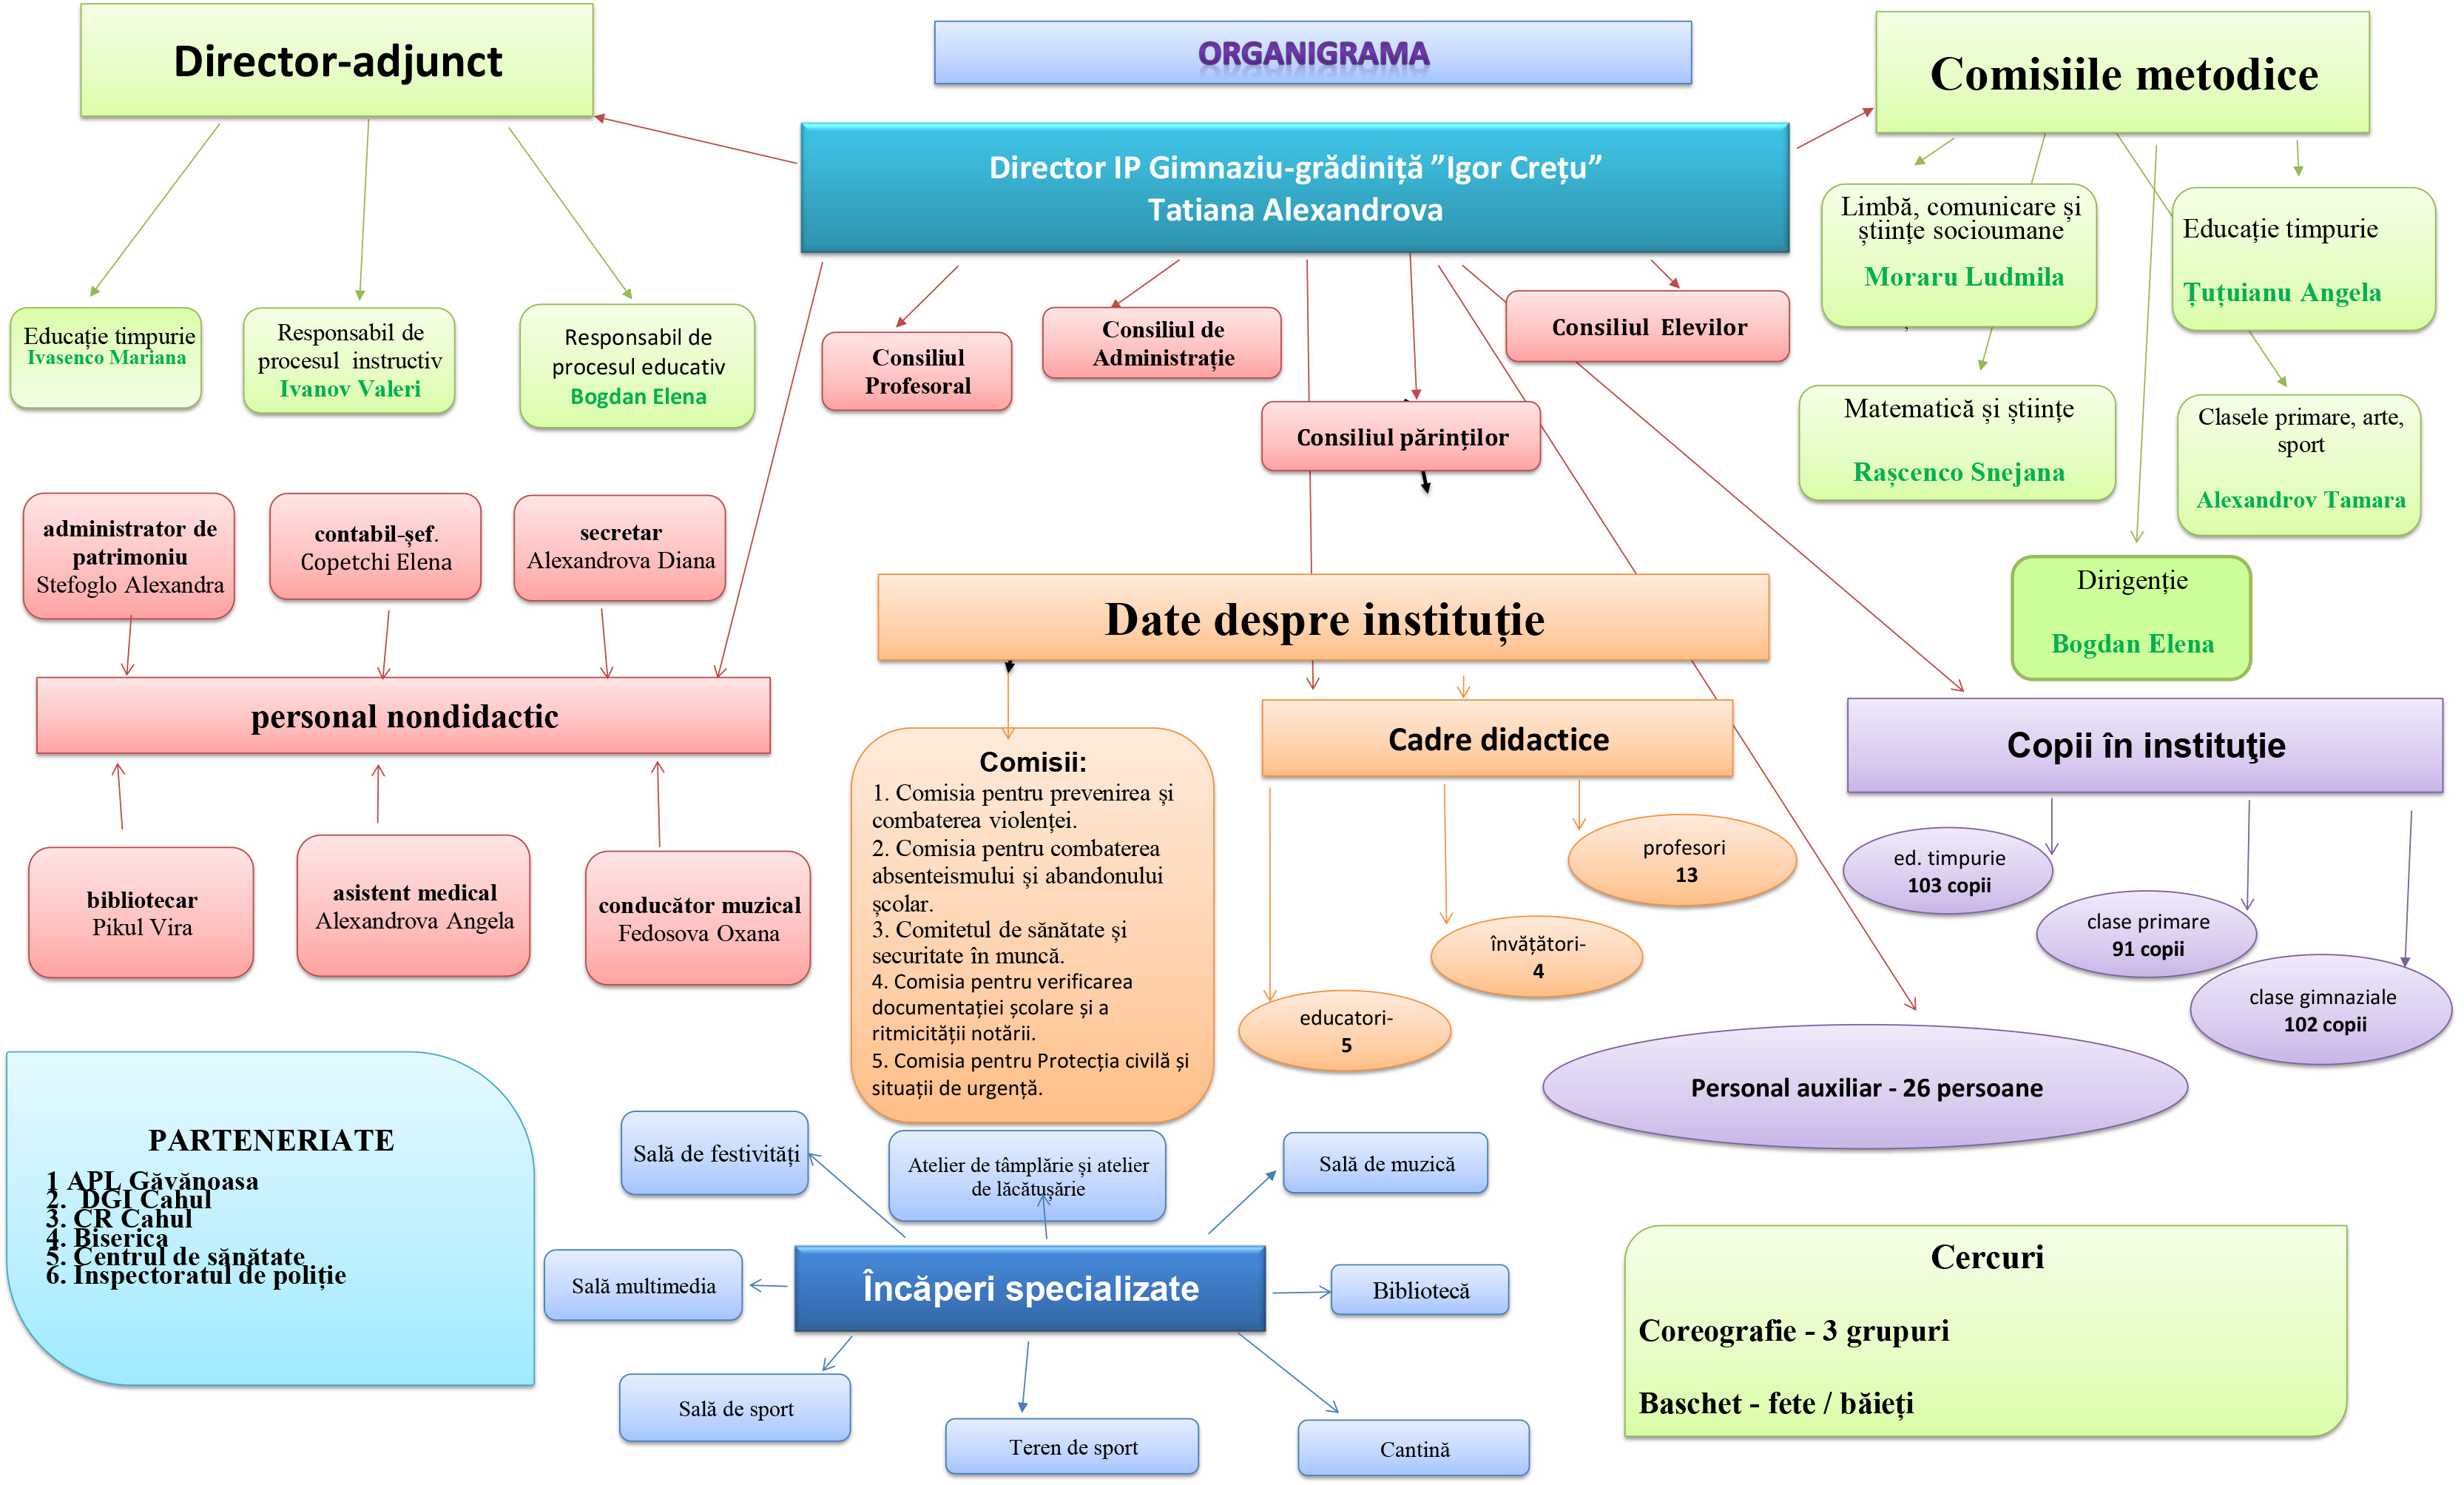 ORGANIGRAMA
Director-adjunct
Comisiile metodice
Director IP Gimnaziu-grădiniță ”Igor Crețu”
Tatiana Alexandrova
Educație timpurie
Ivasenco Mariana
Responsabil de
procesul instructiv
Ivanov Valeri
Responsabil de
procesul educativ
Bogdan Elena
Consiliul
Profesoral
Consiliul de
Administrație
Consiliul părinților
Consiliul Elevilor
Limbă, comunicare și
științe socioumane
Moraru Ludmila
Educație timpurie
Țuțuianu Angela
Matematică și științe
Rașcenco Snejana
Clasele primare, arte,
sport
Alexandrov Tamara
Dirigenție
Bogdan Elena
administrator de
patrimoniu
Stefoglo Alexandra
contabil-șef.
Copetchi Elena
secretar
Alexandrova Diana
personal nondidactic
bibliotecar
Pikul Vira
asistent medical
Alexandrova Angela
conducător muzical
Fedosova Oxana
Date despre instituție
Comisii:
1. Comisia pentru prevenirea și
combaterea violenței.
2. Comisia pentru combaterea
absenteismului și abandonului
școlar.
3. Comitetul de sănătate și
securitate în muncă.
4. Comisia pentru verificarea
documentației școlare și a
ritmicității notării.
5. Comisia pentru Protecția civilă și
situații de urgență.
Cadre didactice
profesori
13
învățători-
4
educatori-
5
Copii în instituţie
ed. timpurie
103 copii
clase primare
91 copii
clase gimnaziale
102 copii
Personal auxiliar - 26 persoane
PARTENERIATE
1 APL Găvănoasa
2. DGI Cahul
3. CR Cahul
4. Biserica
5. Centrul de sănătate
6. Inspectoratul de poliție
Sală de festivități
Atelier de tâmplărie și atelier
de lăcătușărie
Sală de muzică
Sală multimedia
Încăperi specializate
Bibliotecă
Sală de sport
Teren de sport
Cantină
Cercuri
Coreografie - 3 grupuri
Baschet - fete / băieți